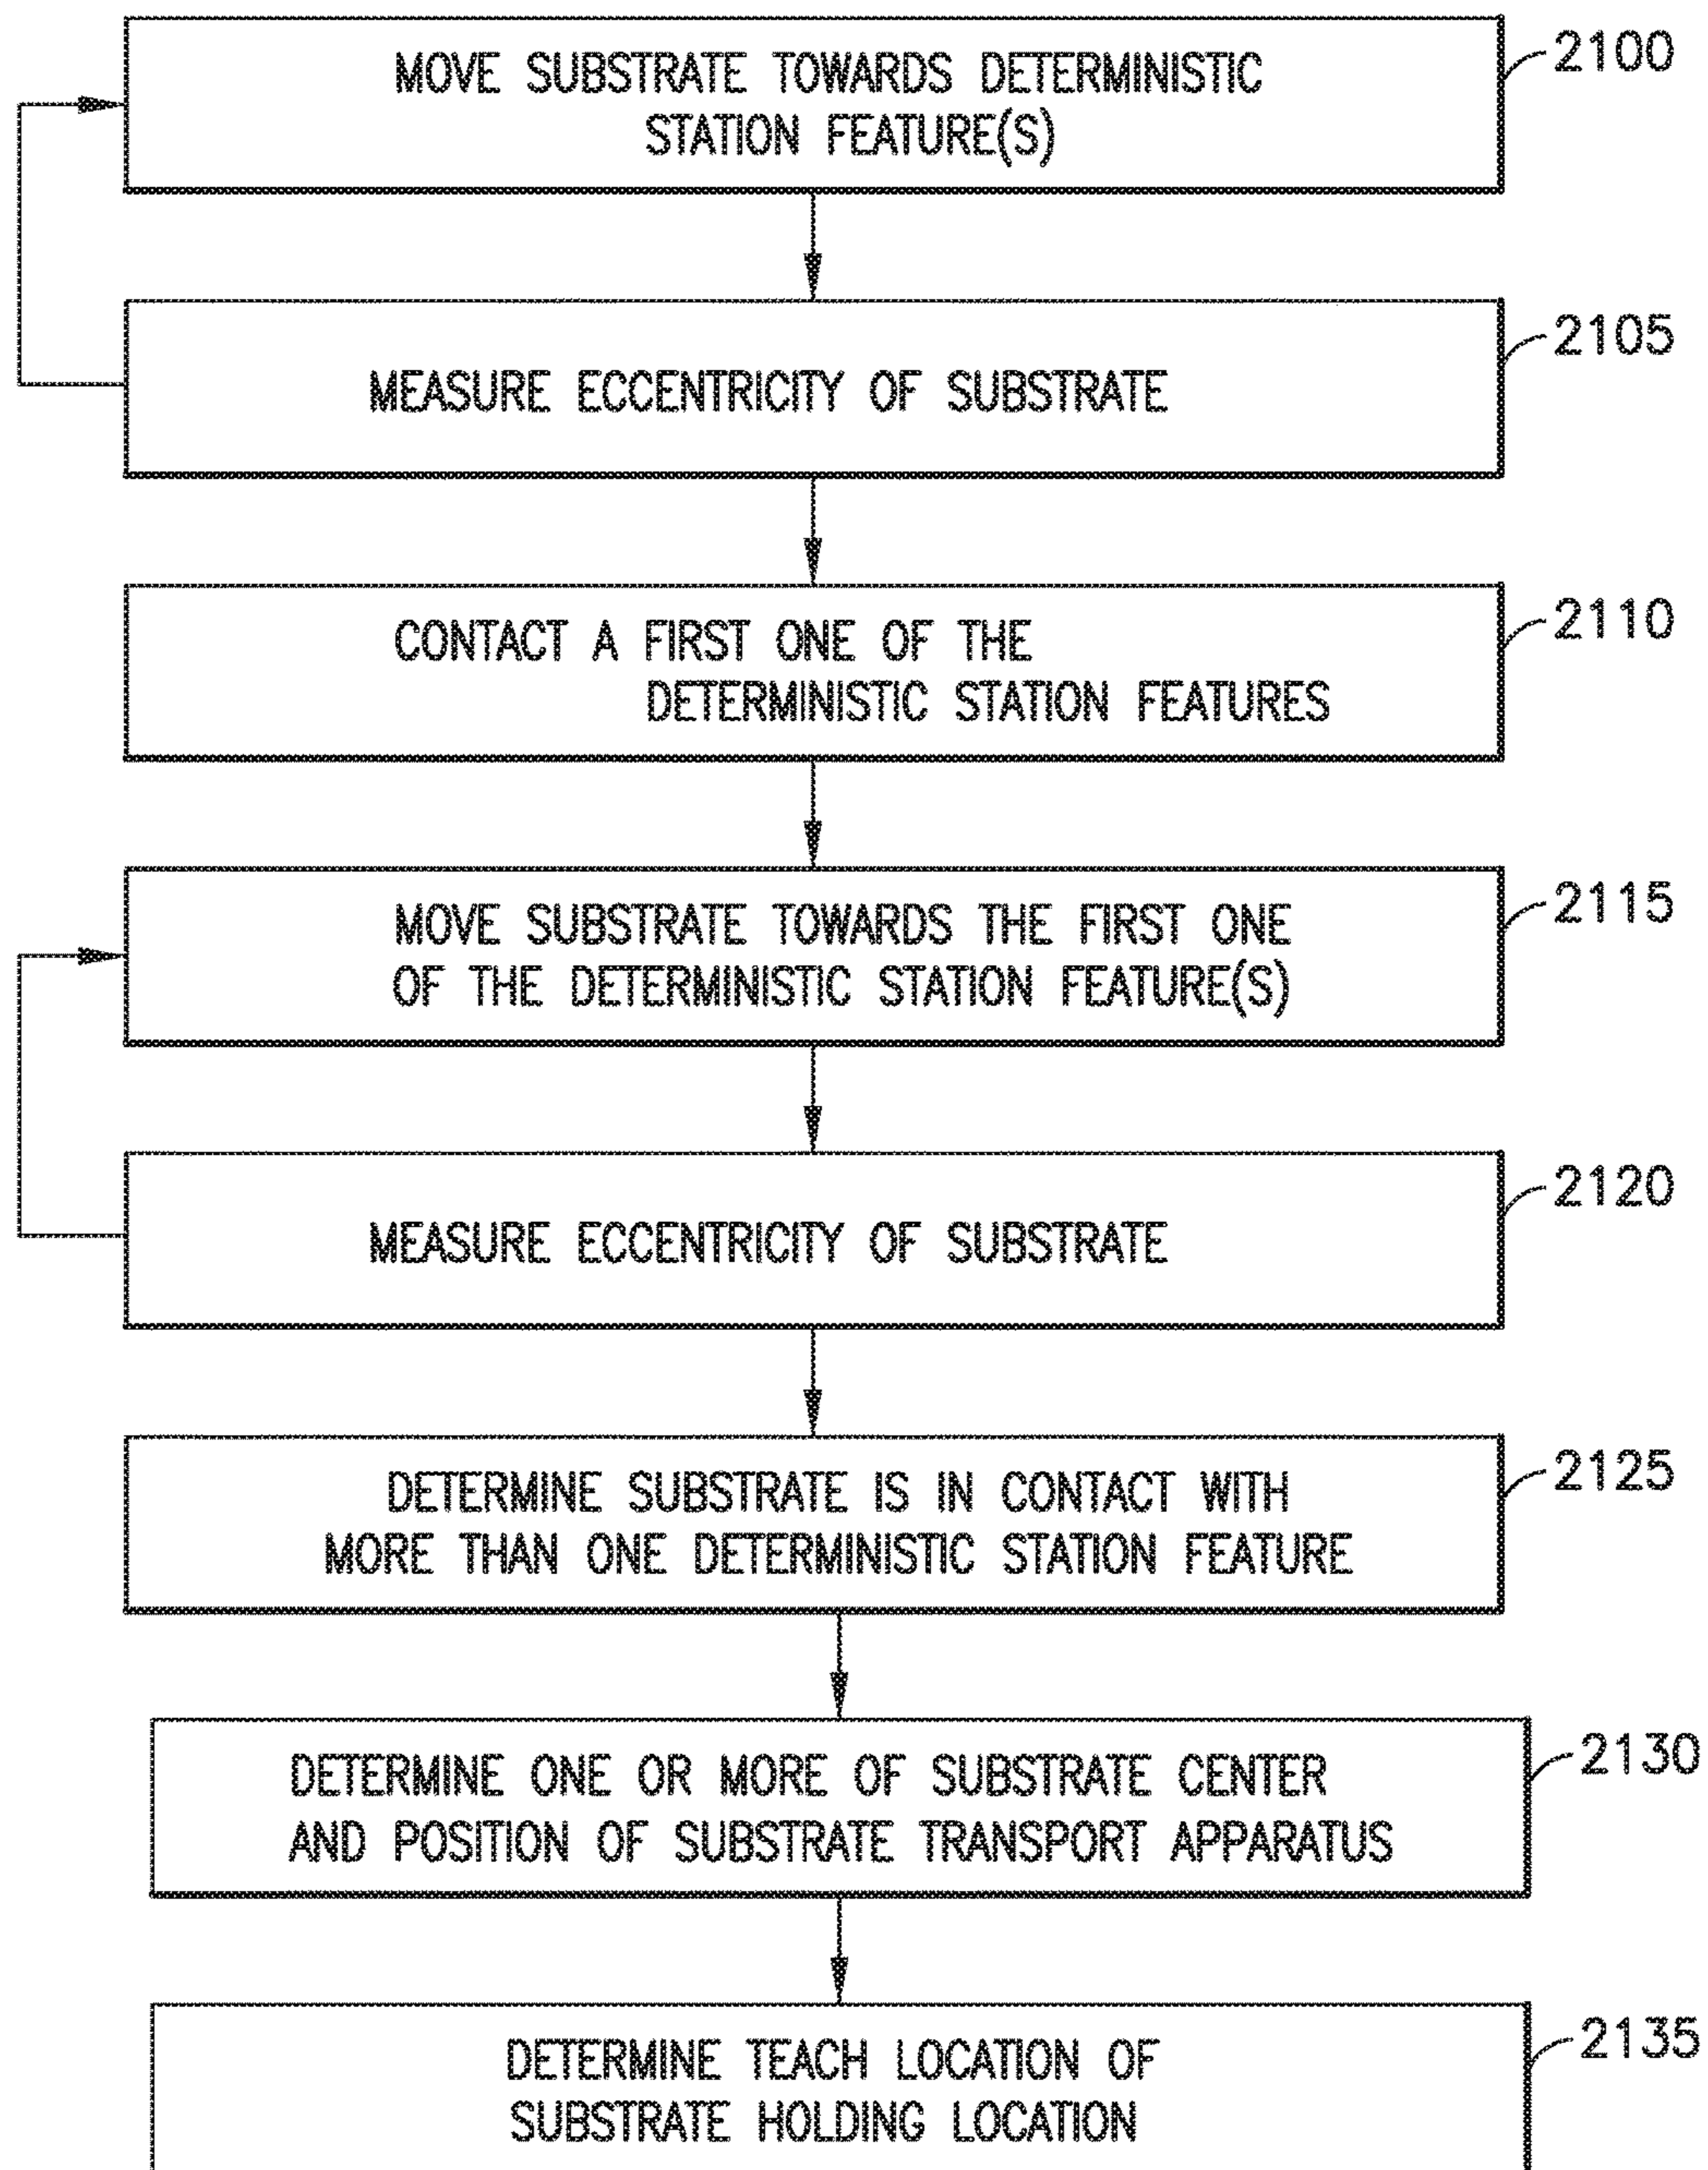 MOVE SUBSTRATE TOWARDS DETERMINISTIC
STATION FEATURE(S)
2100
MEASURE ECCENTRICITY OF SUBSTRATE
2105
CONTACT A FIRST ONE OF THE
DETERMINISTIC STATION FEATURES
2110
MOVE SUBSTRATE TOWARDS THE FIRST ONE
OF THE DETERMINISTIC STATION FEATURE(S)
2115
MEASURE ECCENTRICITY OF SUBSTRATE
2120
DETERMINE SUBSTRATE IS IN CONTACT WITH
MORE THAN ONE DETERMINISTIC STATION FEATURE
2125
DETERMINE ONE OR MORE OF SUBSTRATE CENTER
AND POSITION OF SUBSTRATE TRANSPORT APPARATUS
2130
DETERMINE TEACH LOCATION OF
SUBSTRATE HOLDING LOCATION
2135